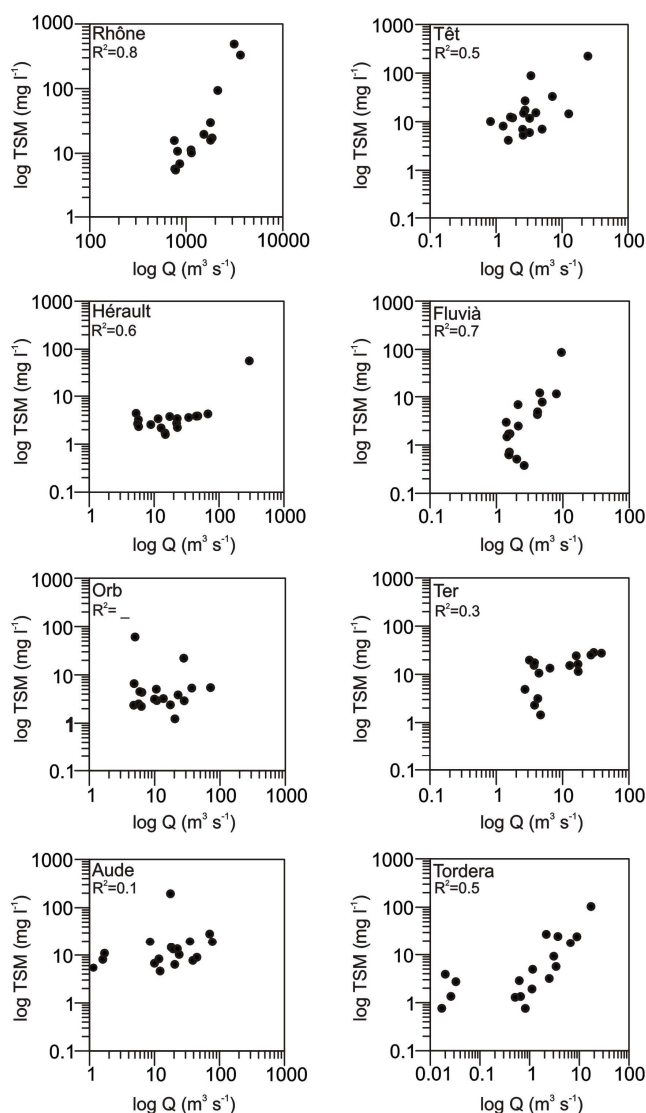 Rhône
R²=0.8
log TSM (mg l⁻¹)
1000
100
10
1
100
1000
10000
log Q (m³ s⁻¹)
Têt
R²=0.5
log TSM (mg l⁻¹)
1000
100
10
1
0.1
0.1
1
10
100
log Q (m³ s⁻¹)
Hérault
R²=0.6
log TSM (mg l⁻¹)
1000
100
10
1
0.1
1
10
100
1000
log Q (m³ s⁻¹)
Fluvià
R²=0.7
log TSM (mg l⁻¹)
1000
100
10
1
0.1
0.1
1
10
100
log Q (m³ s⁻¹)
Orb
R²= _
log TSM (mg l⁻¹)
1000
100
10
1
0.1
1
10
100
1000
log Q (m³ s⁻¹)
Ter
R²=0.3
log TSM (mg l⁻¹)
1000
100
10
1
0.1
0.1
1
10
100
log Q (m³ s⁻¹)
Aude
R²=0.1
log TSM (mg l⁻¹)
1000
100
10
1
0.1
1
10
100
1000
log Q (m³ s⁻¹)
Tordera
R²=0.5
log TSM (mg l⁻¹)
1000
100
10
1
0.1
0.01
0.1
1
10
100
log Q (m³ s⁻¹)